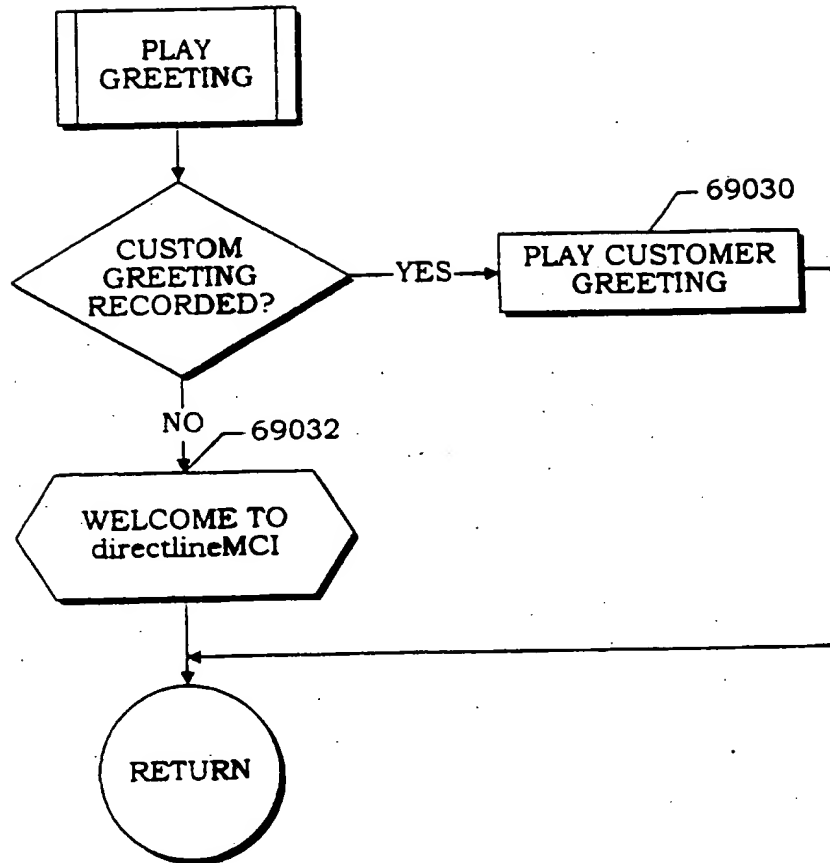 PLAY
GREETING
69030
CUSTOM
GREETING
RECORDED?
YES
PLAY CUSTOMER
GREETING
NO
69032
WELCOME TO
directlineMCI
RETURN